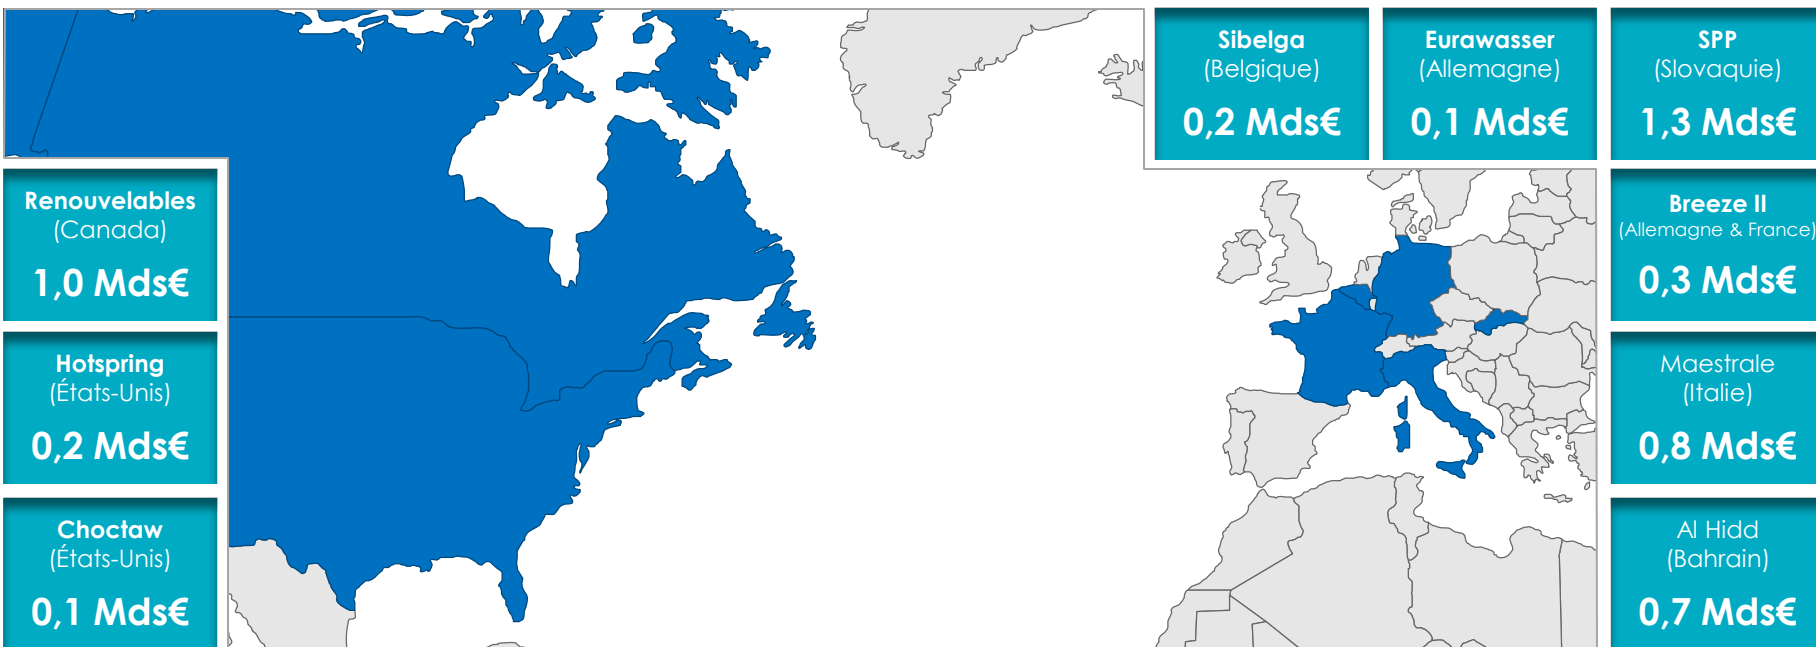 Sibelga
(Belgique)
0,2 Mds€
Eurawasser
(Allemagne)
0,1 Mds€
SPP
(Slovaquie)
1,3 Mds€
Renouvelables
(Canada)
1,0 Mds€
Breeze II
(Allemagne & France)
0,3 Mds€
Hotspring
(États-Unis)
0,2 Mds€
Maestrale
(Italie)
0,8 Mds€
Choctaw
(États-Unis)
0,1 Mds€
Al Hidd
(Bahrain)
0,7 Mds€